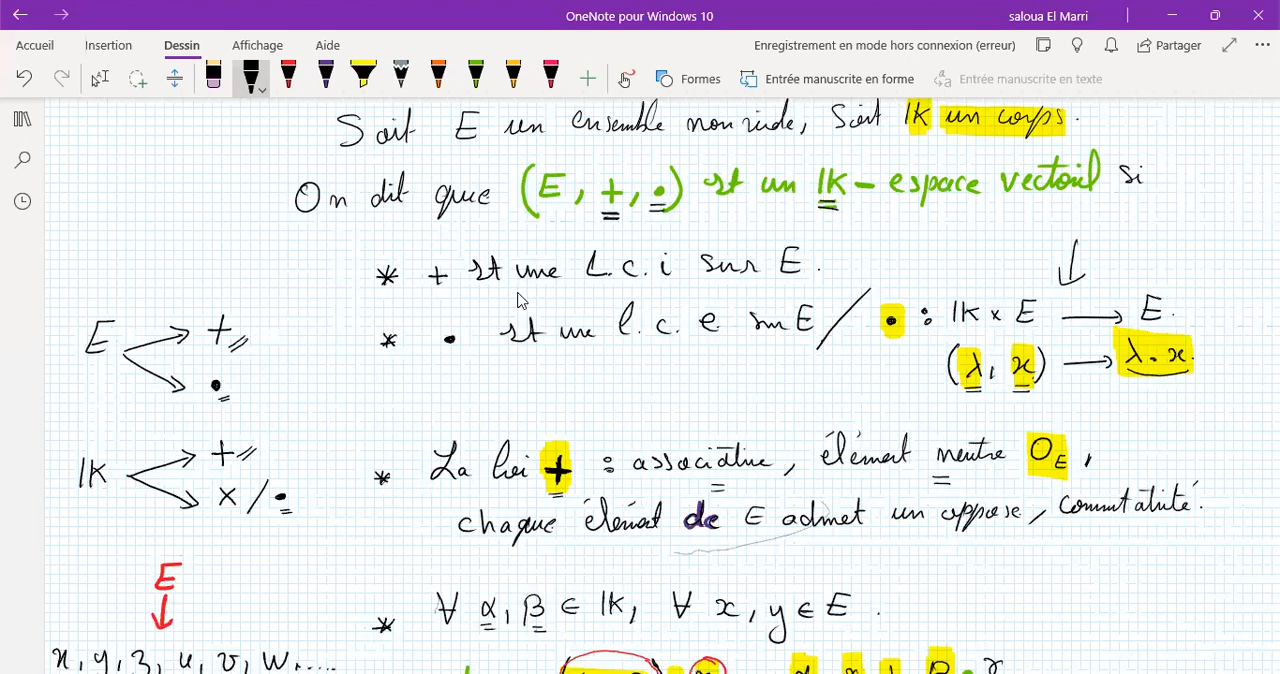 OneNote pour Windows 10
saloua El Marri
Accueil Insertion Dessin Affichage Aide
Enregistrement en mode hors connexion (erreur) Partager
Formes Entrée manuscrite en forme Entrée manuscrite en texte
Soit E un ensemble non vide, Soit IK un corps.
On dit que (E, +, •) est un IK - espace vectoriel si
* + est une L.c.i sur E.
* • est une l.c.e sur E / • : IK × E → E.
(λ, x) → λ.x.
E → +
→ •
IK → +
→ × / •
* La loi + : associative, élément neutre 0_E,
chaque élément de E admet un oppose, commutatité.
* ∀ α, β ∈ IK, ∀ x, y ∈ E.
E
↓
x, y, z, u, v, w....